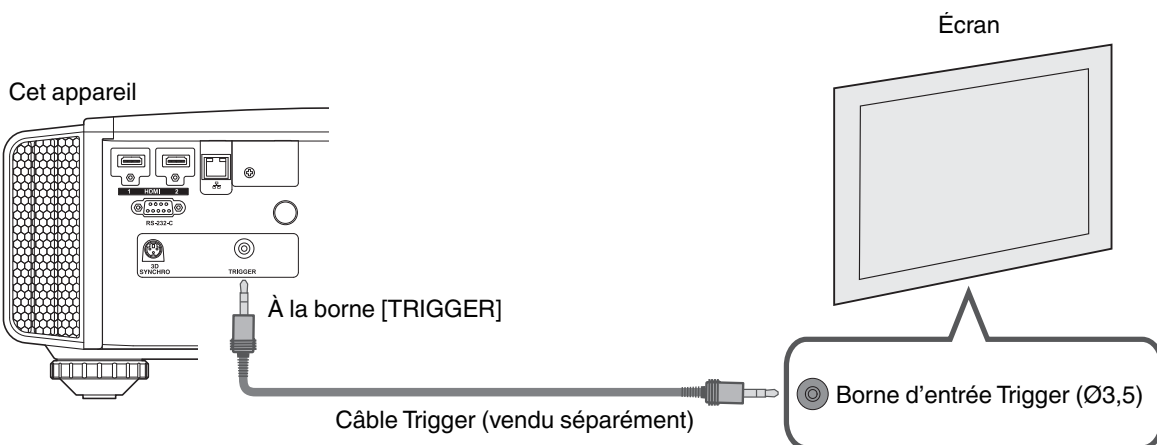 Écran
Cet appareil
1 HDMI 2
RS-232-C
3D
SYNCHRO
TRIGGER
À la borne [TRIGGER]
Borne d'entrée Trigger (Ø3,5)
Câble Trigger (vendu séparément)